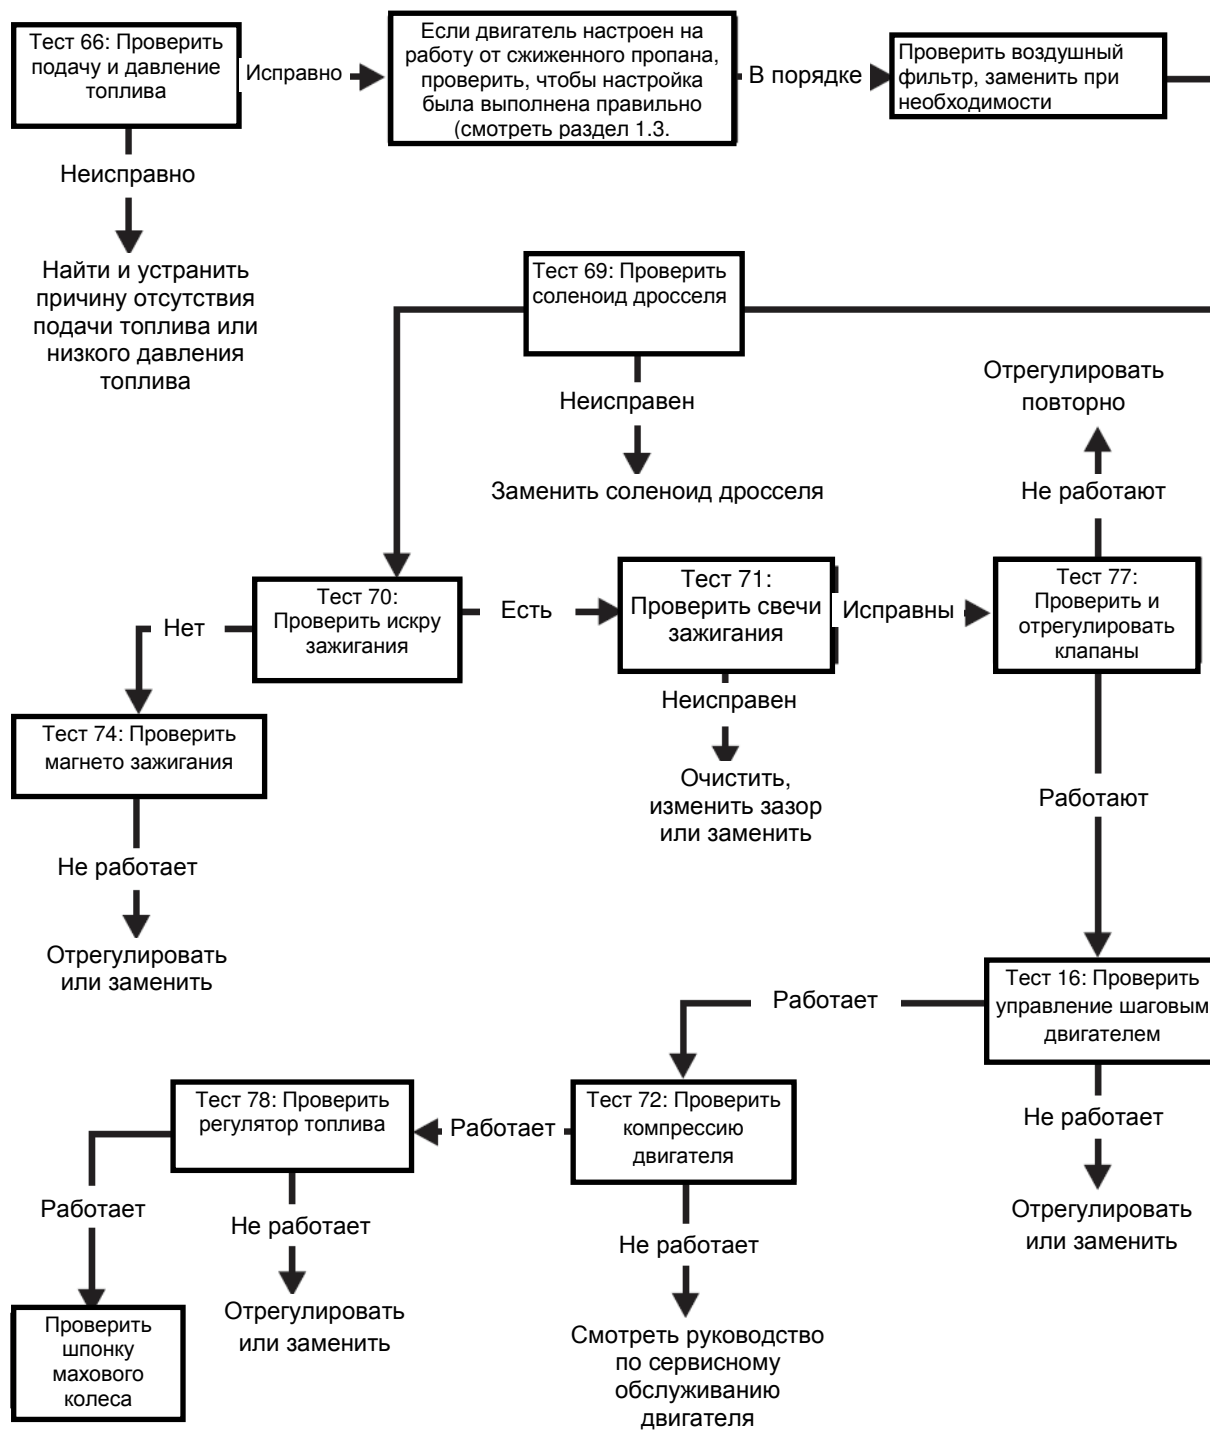 Тест 66: Проверить
подачу и давление
топлива
Исправно
Если двигатель настроен на
работу от сжиженного пропана,
проверить, чтобы настройка
была выполнена правильно
(смотреть раздел 1.3.
В порядке
Проверить воздушный
фильтр, заменить при
необходимости
Неисправно
Найти и устранить
причину отсутствия
подачи топлива или
низкого давления
топлива
Тест 69: Проверить
соленоид дросселя
Неисправен
Заменить соленоид дросселя
Отрегулировать
повторно
Не работают
Тест 70:
Проверить искру
зажигания
Есть
Тест 71:
Проверить свечи
зажигания
Исправны
Тест 77:
Проверить и
отрегулировать
клапаны
Нет
Тест 74: Проверить
магнето зажигания
Неисправен
Очистить,
изменить зазор
или заменить
Работают
Не работает
Отрегулировать
или заменить
Тест 16: Проверить
управление шаговым
двигателем
Работает
Тест 78: Проверить
регулятор топлива
Работает
Тест 72: Проверить
компрессию
двигателя
Не работает
Отрегулировать
или заменить
Работает
Не работает
Отрегулировать
или заменить
Не работает
Смотреть руководство
по сервисному
обслуживанию
двигателя
Проверить
шпонку
махового
колеса